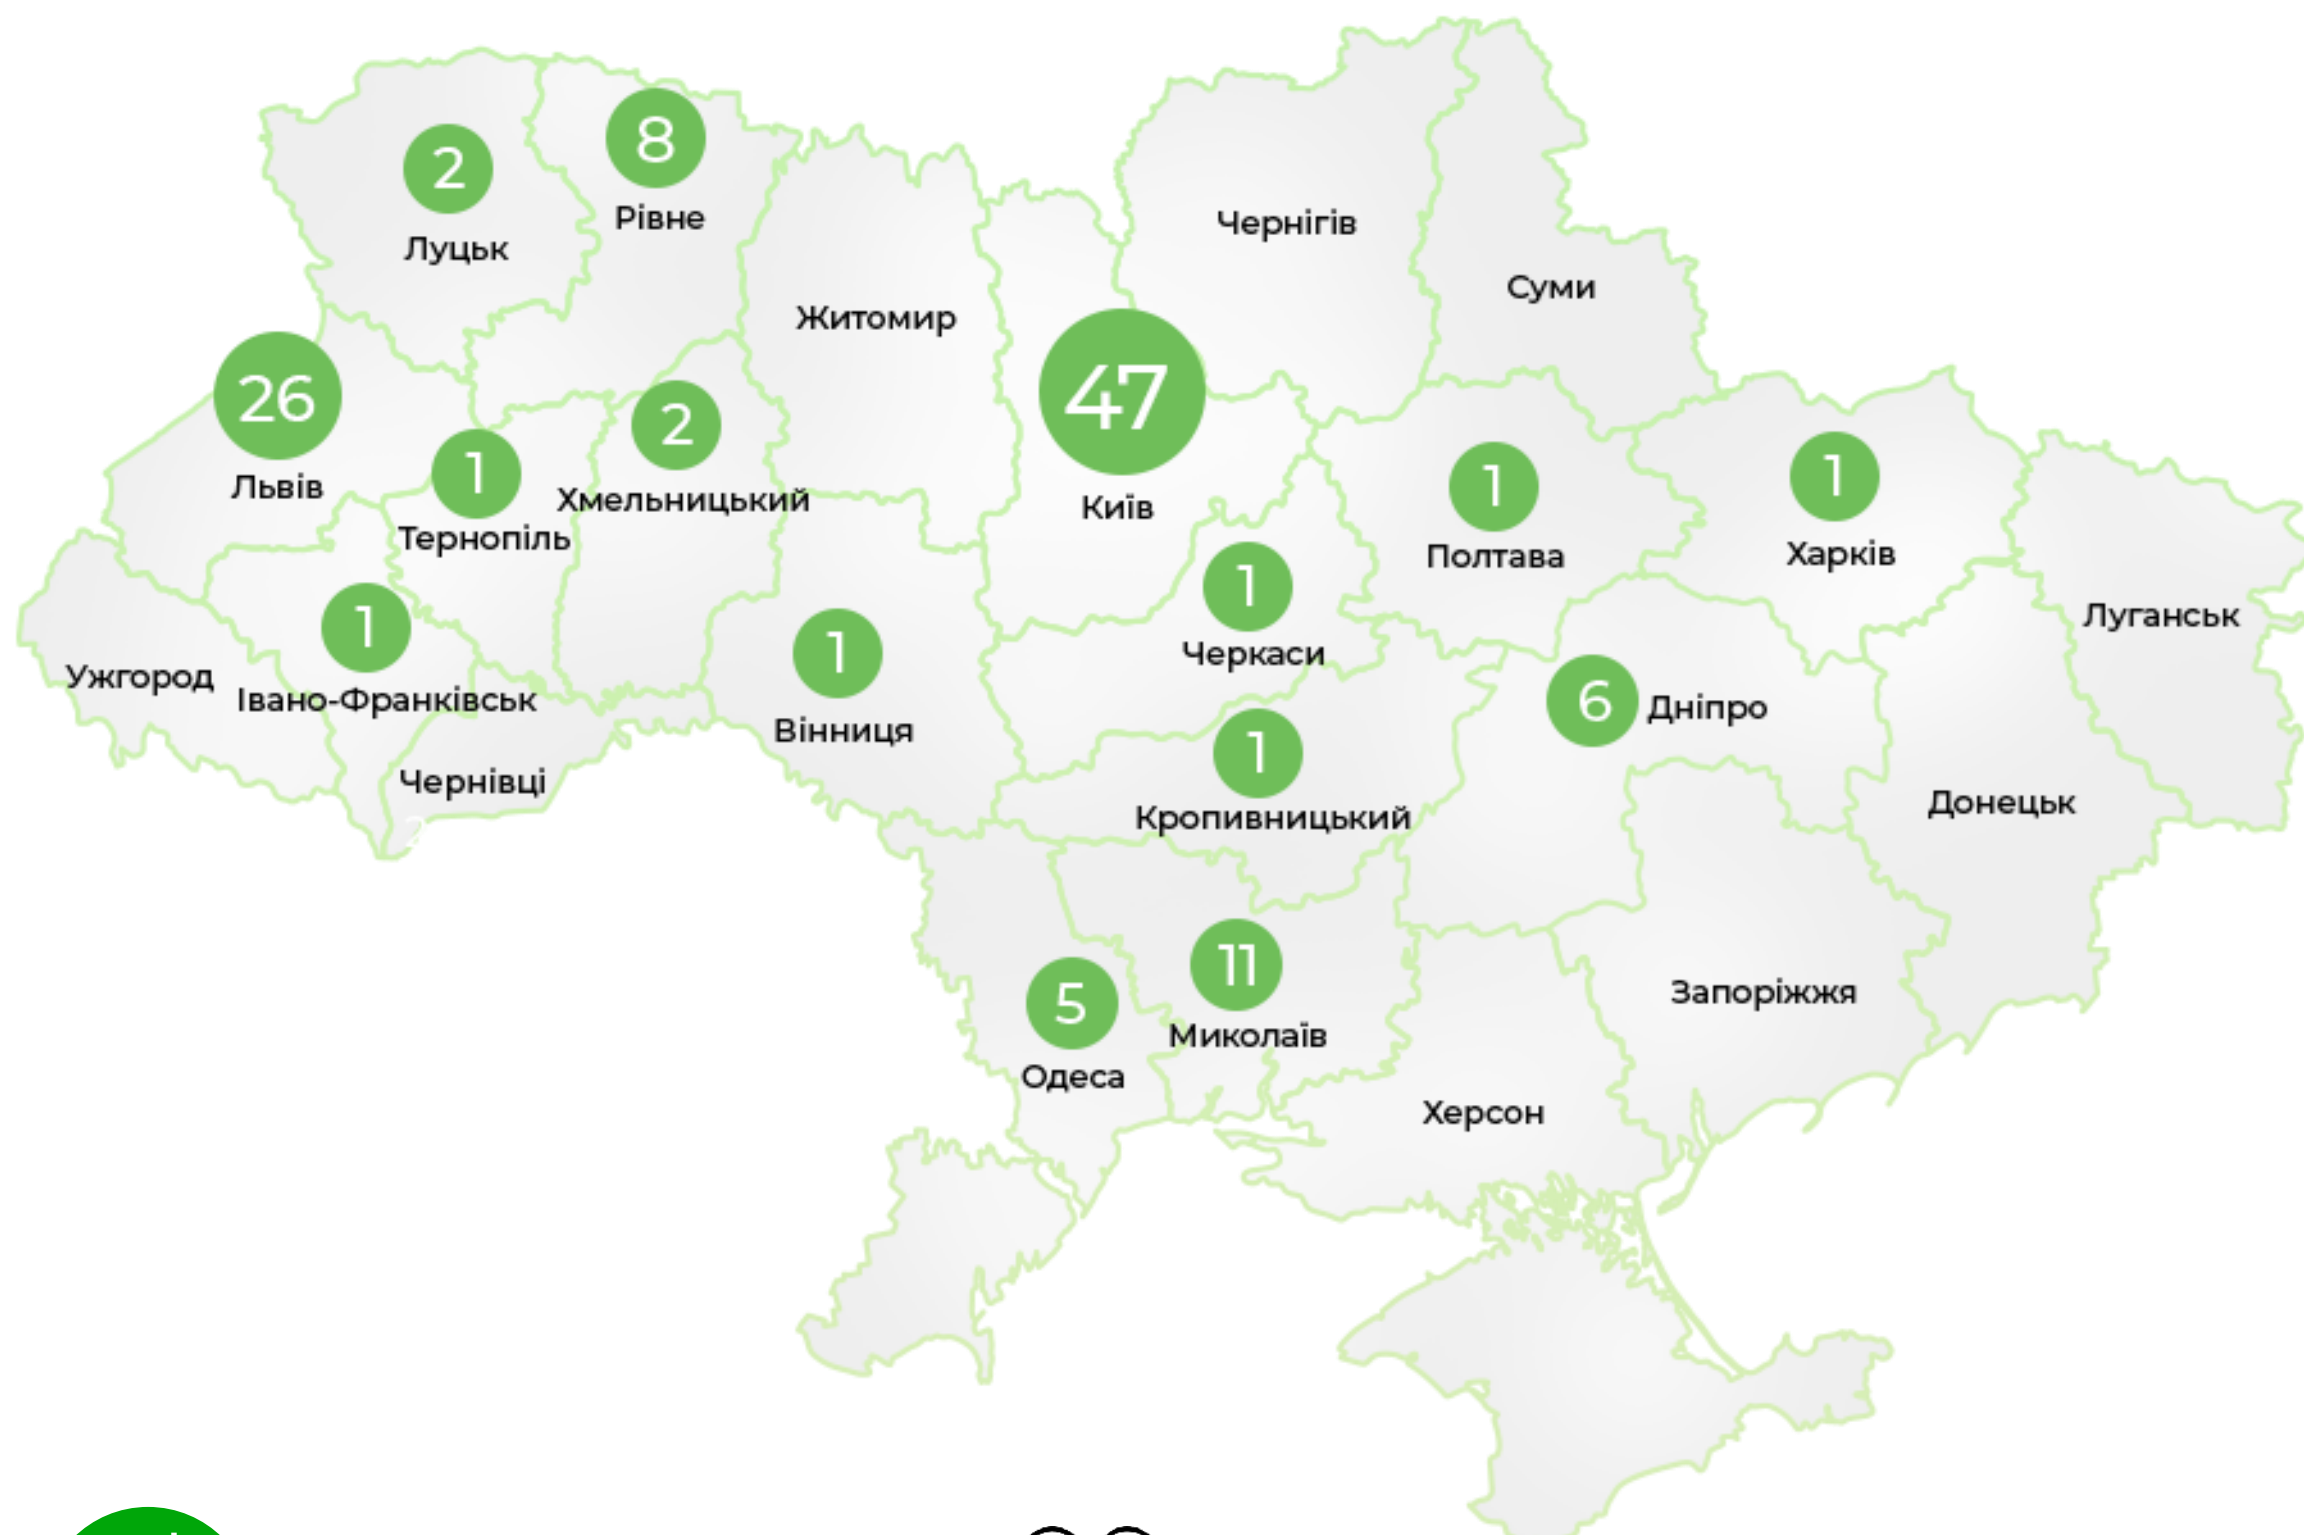 8
2
Рівне
Чернігів
Луцьк
Суми
Житомир
47
26
2
1
1
1
Львів
Хмельницький
Київ
Тернопіль
Полтава
Харків
1
1
Луганськ
1
Черкаси
Ужгород
Івано-Франківськ
6
Дніпро
Вінниця
1
Чернівці
2
Кропивницький
Донецьк
11
5
Запоріжжя
Миколаїв
Одеса
Херсон